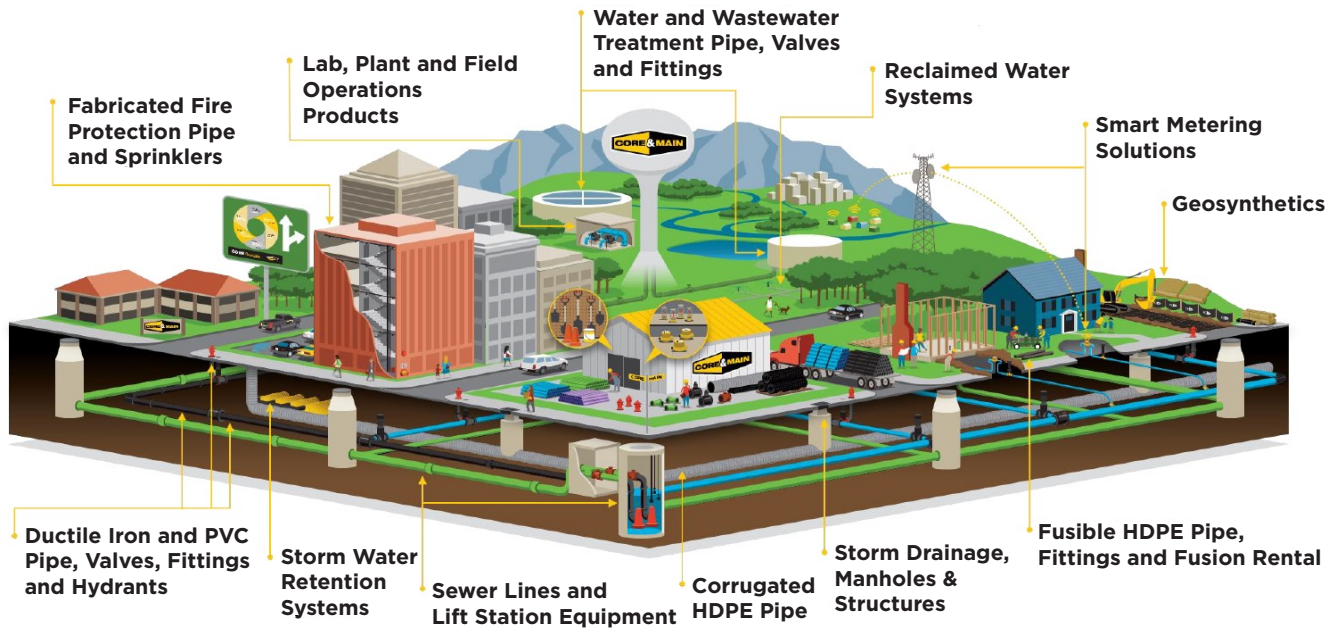 Water and Wastewater
Treatment Pipe, Valves
and Fittings
Lab, Plant and Field
Operations
Products
Reclaimed Water
Systems
Fabricated Fire
Protection Pipe
and Sprinklers
Smart Metering
Solutions
Geosynthetics
CORE & MAIN
CORE & MAIN
CORE & MAIN
CORE & MAIN
Ductile Iron and PVC
Pipe, Valves, Fittings
and Hydrants
Storm Water
Retention
Systems
Sewer Lines and
Lift Station Equipment
Corrugated
HDPE Pipe
Storm Drainage,
Manholes &
Structures
Fusible HDPE Pipe,
Fittings and Fusion Rental